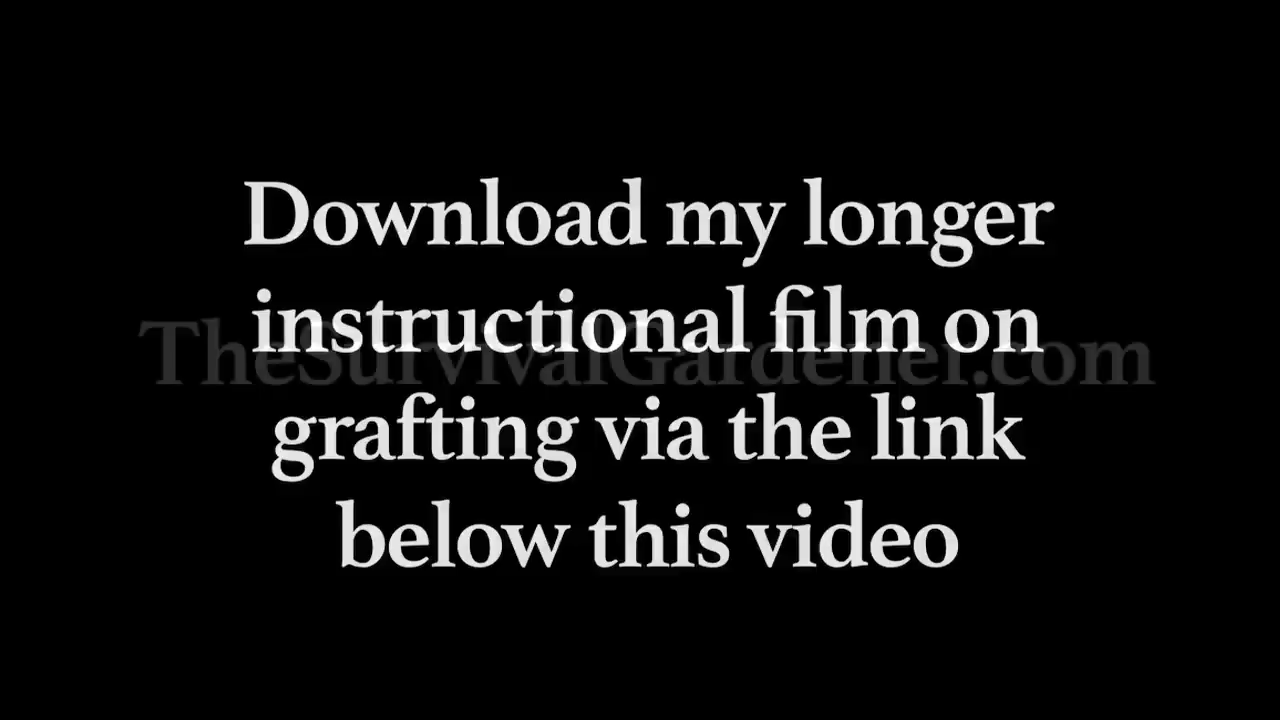 Download my longer
instructional film on
TheSurvivalGardener.com
grafting via the link
below this video